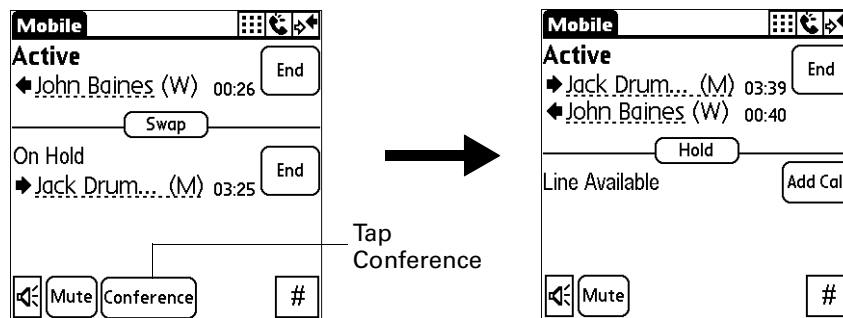 Mobile
Active
John Baines (W) 00:26
End
Swap
On Hold
Jack Drum... (M) 03:25
End
Mute
Conference
#
Tap
Conference
Mobile
Active
Jack Drum... (M) 03:39
John Baines (W) 00:40
End
Hold
Line Available
Add Cal
Mute
#